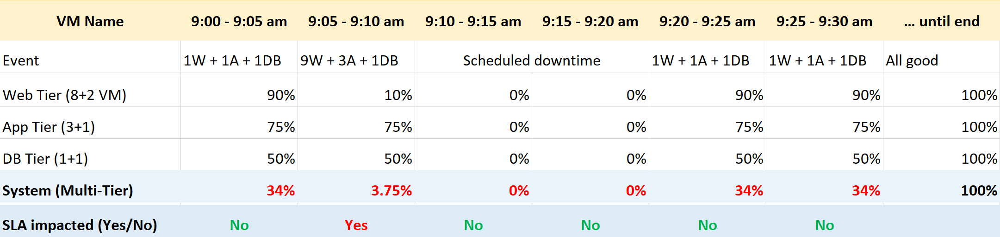 VM Name 9:00 - 9:05 am 9:05 - 9:10 am 9:10 - 9:15 am 9:15 - 9:20 am 9:20 - 9:25 am 9:25 - 9:30 am ... until end
Event 1W + 1A + 1DB 9W + 3A + 1DB Scheduled downtime 1W + 1A + 1DB 1W + 1A + 1DB All good
Web Tier (8+2 VM) 90% 10% 0% 0% 90% 90% 100%
App Tier (3+1) 75% 75% 0% 0% 75% 75% 100%
DB Tier (1+1) 50% 50% 0% 0% 50% 50% 100%
System (Multi-Tier) 34% 3.75% 0% 0% 34% 34% 100%
SLA impacted (Yes/No) No Yes No No No No